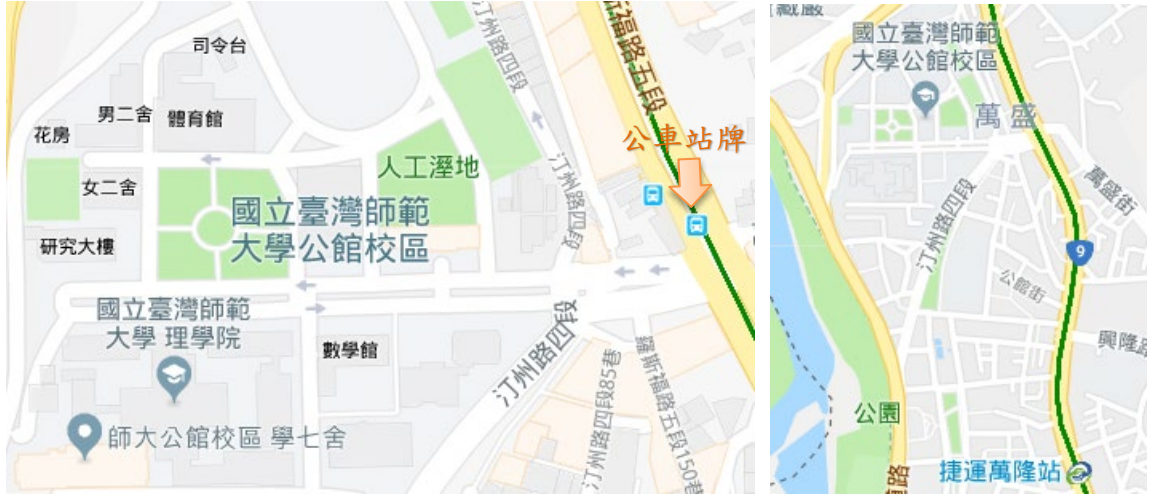 司令台
汀州路四段
斯福路五段
男二舍
體育館
花房
公車站牌
人工溼地
汀州路四段
女二舍
國立臺灣師範
大學公館校區
研究大樓
國立臺灣師範
大學 理學院
數學館
汀州路四段
汀州路四段85巷
羅斯福路五段150巷
師大公館校區 學七舍
藏巖
國立臺灣師範
大學公館校區
萬盛
萬盛街
汀州路四段
9
公館街
興隆路
公園
捷運萬隆站
路